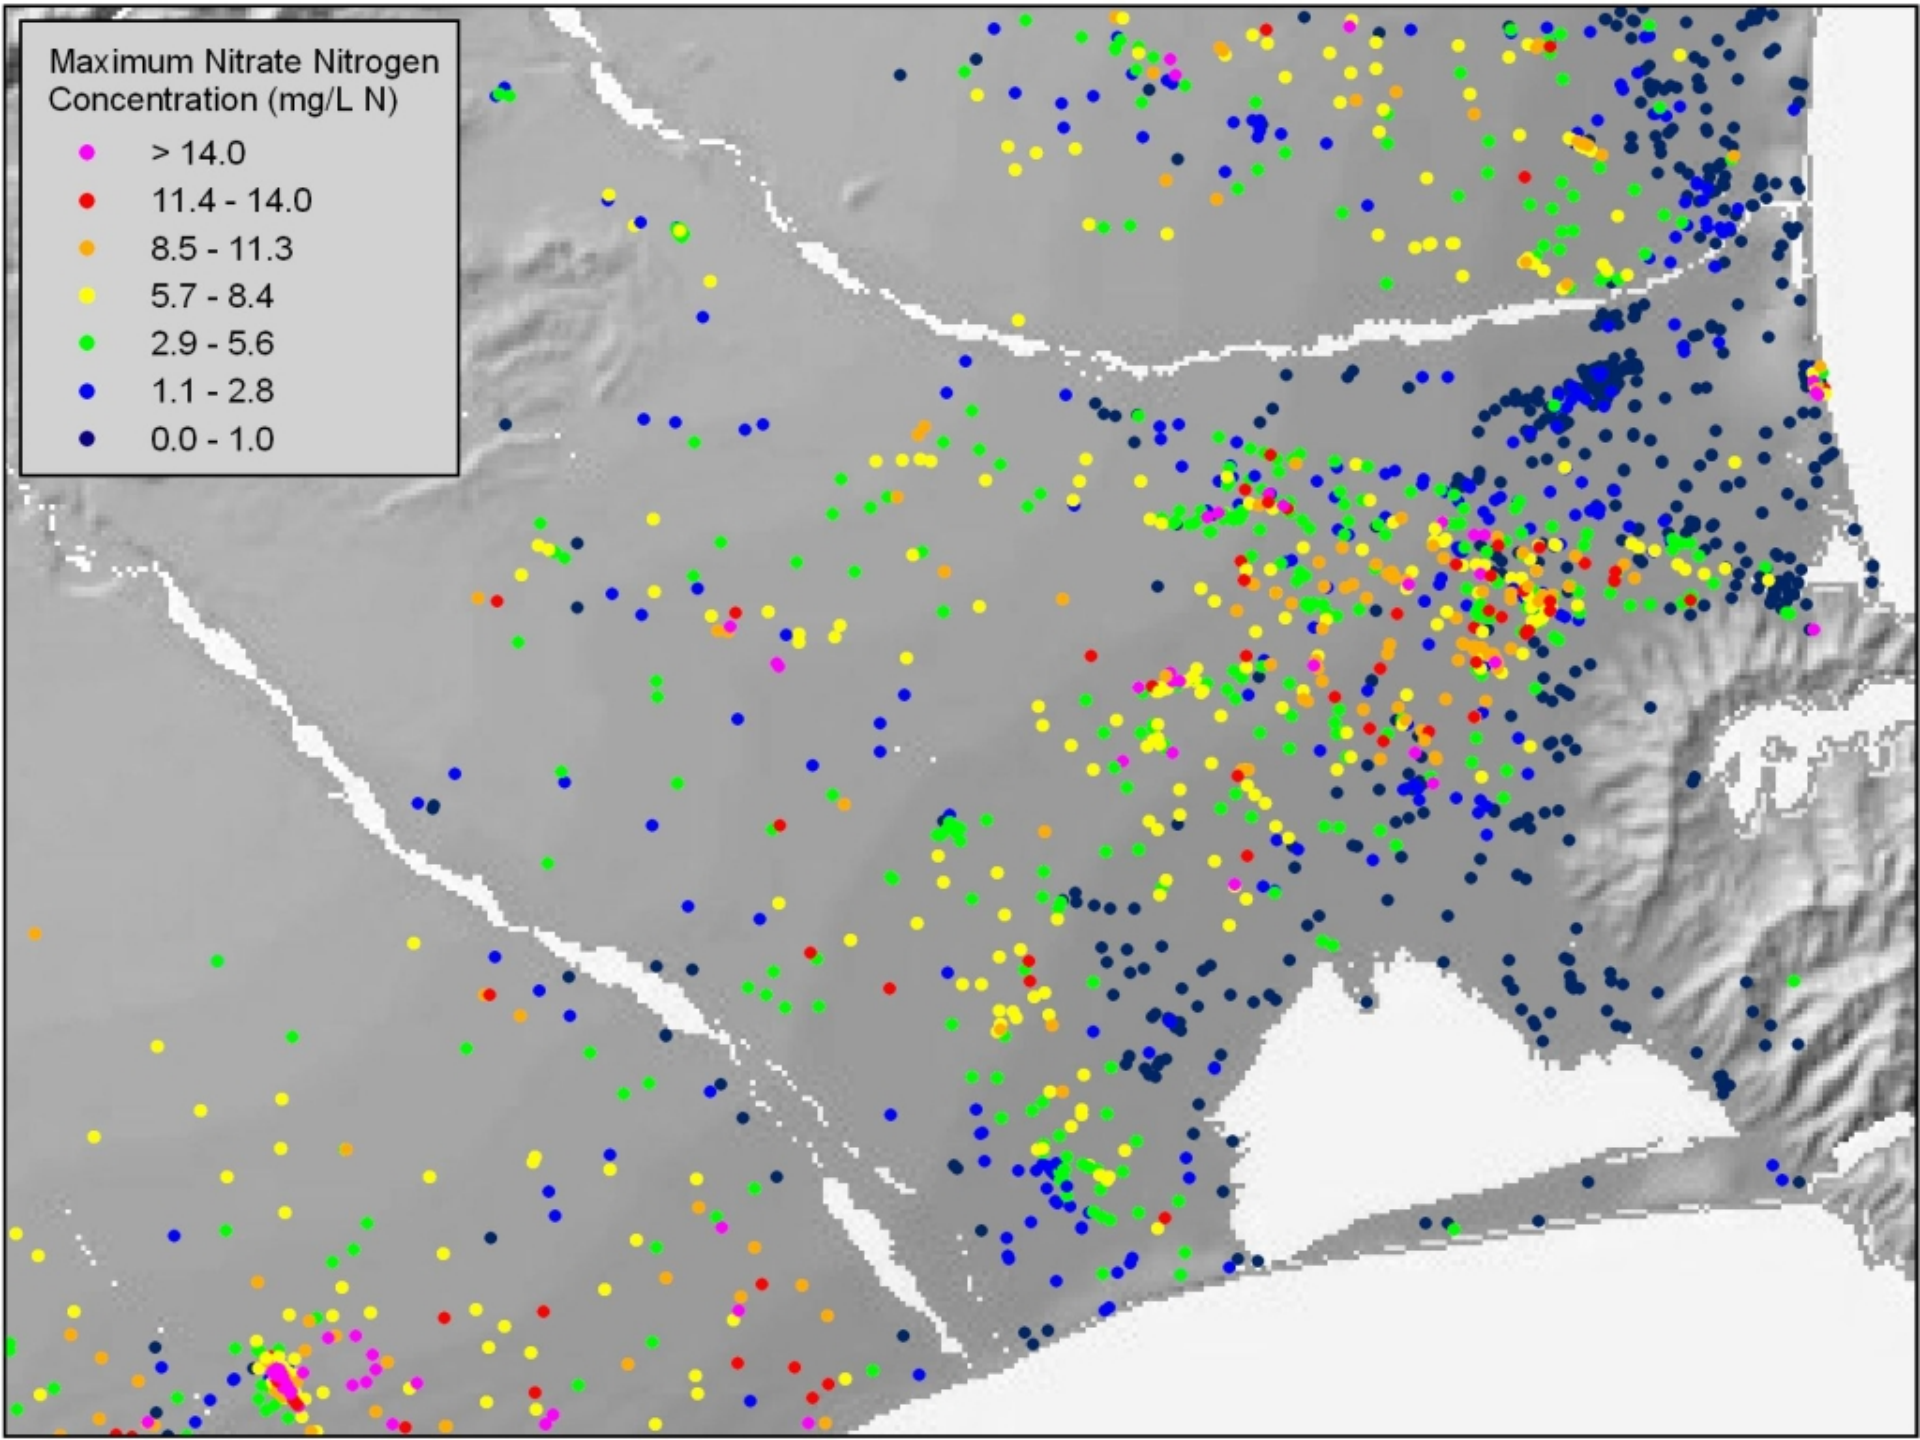 Maximum Nitrate Nitrogen
Concentration (mg/L N)
> 14.0
11.4 - 14.0
8.5 - 11.3
5.7 - 8.4
2.9 - 5.6
1.1 - 2.8
0.0 - 1.0